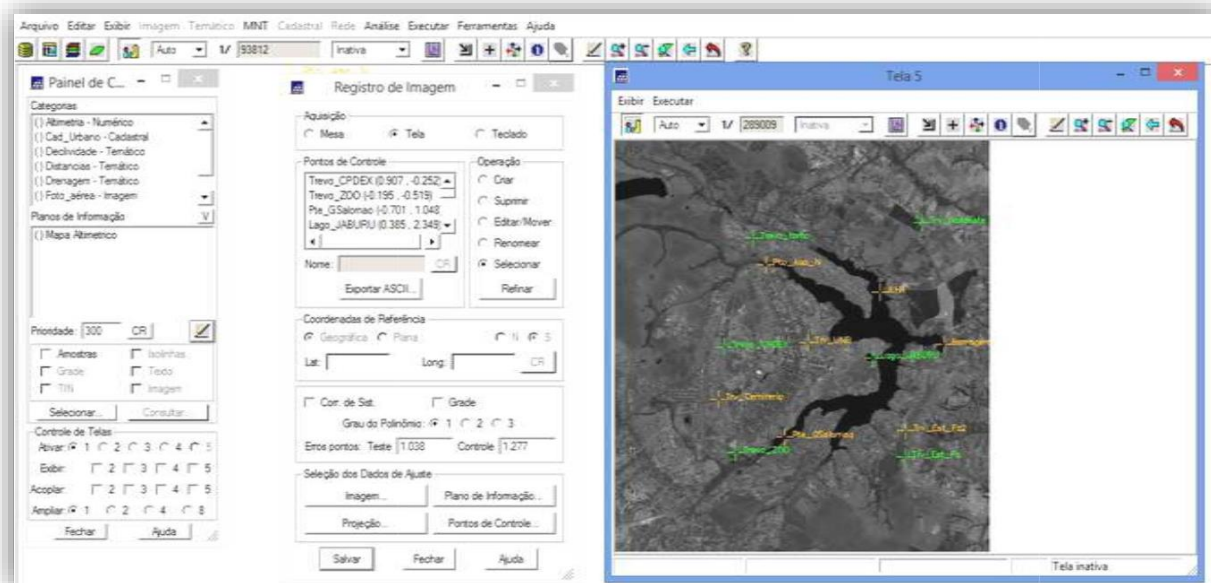 Arquivo Editar Exibir Imagem Temático MNT Cadastral Rede Análise Executar Ferramentas Ajuda
Auto 1/ 93812 Inativa
Painel de C...
Categorias
() Altimetria - Numérico
() Cad_Urbano - Cadastral
() Declividade - Temático
() Distancias - Temático
() Drenagem - Temático
() Foto_aérea - Imagem
Planos de Informação V
() Mapa Altimetrico
Prioridade: 300 CR
Amostras Isolinhas
Grade Texto
TIN Imagem
Selecionar... Consultar...
Controle de Telas
Ativar: 1 2 3 4 5
Exibir: 2 3 4 5
Acoplar: 2 3 4 5
Ampliar: 1 2 4 8
Fechar Ajuda
Registro de Imagem
Aquisição
Mesa Tela Teclado
Pontos de Controle
Trevo_CPDEX (0.907 , -0.252)
Trevo_ZOO (-0.195 , -0.519)
Pte_GSalomao (-0.701 , 1.048)
Lago_JABURU (0.385 , 2.349)
Nome: CR
Exportar ASCII...
Operação
Criar
Suprimir
Editar/Mover
Renomear
Selecionar
Refinar
Coordenadas de Referência
Geográfica Plana N S
Lat: Long: CR
Corr. de Sist. Grade
Grau do Polinômio: 1 2 3
Erros pontos: Teste 1.038 Controle 1.277
Seleção dos Dados de Ajuste
Imagem... Plano de Informação...
Projeção... Pontos de Controle...
Salvar Fechar Ajuda
Tela 5
Exibir Executar
Auto 1/ 289009 Inativa
Pte_GSalomao
Lago_JABURU
Trevo_ZOO
Tela inativa